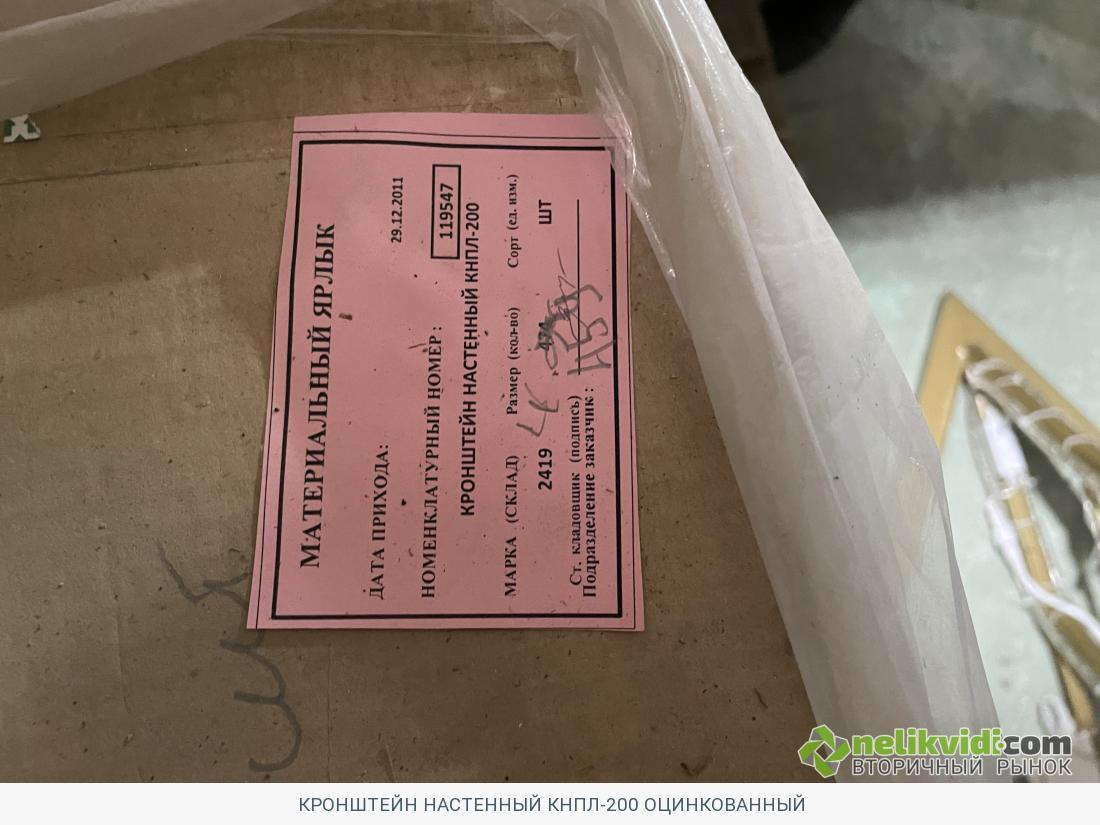 МАТЕРИАЛЬНЫЙ ЯРЛЫК
ДАТА ПРИХОДА: 29.12.2011
НОМЕНКЛАТУРНЫЙ НОМЕР: 119547
КРОНШТЕЙН НАСТЕННЫЙ КНПЛ-200
МАРКА (СКЛАД) Размер (кол-во) Сорт (ед. изм.)
2419 ШТ
Ст. кладовщик (подпись)
Подразделение заказчик:
nelikvidi.com
ВТОРИЧНЫЙ РЫНОК
КРОНШТЕЙН НАСТЕННЫЙ КНПЛ-200 ОЦИНКОВАННЫЙ